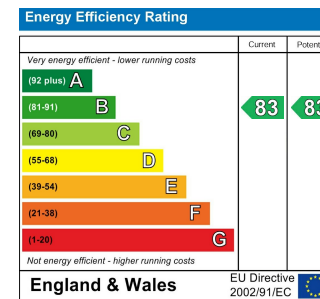 Energy Efficiency Rating
Current Potent
Very energy efficient - lower running costs
(92 plus) A
(81-91) B 83 83
(69-80) C
(55-68) D
(39-54) E
(21-38) F
(1-20) G
Not energy efficient - higher running costs
England & Wales
EU Directive
2002/91/EC